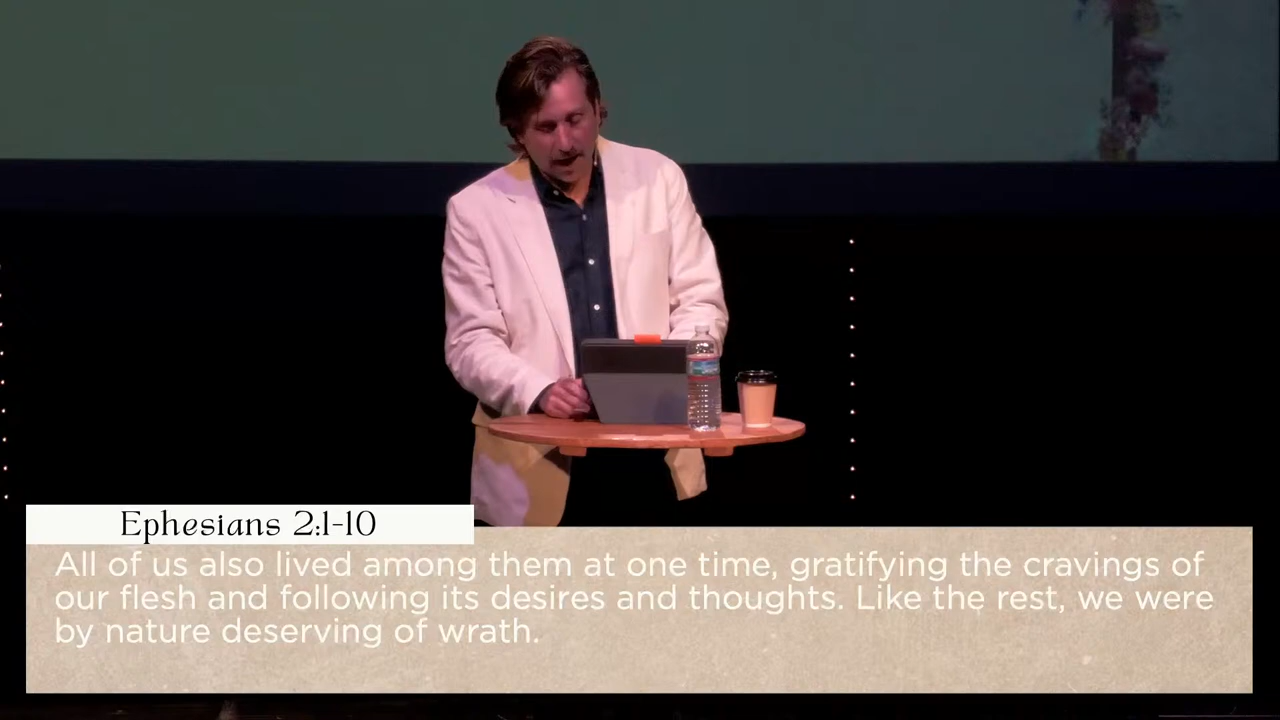 Ephesians 2:1-10
All of us also lived among them at one time, gratifying the cravings of
our flesh and following its desires and thoughts. Like the rest, we were
by nature deserving of wrath.